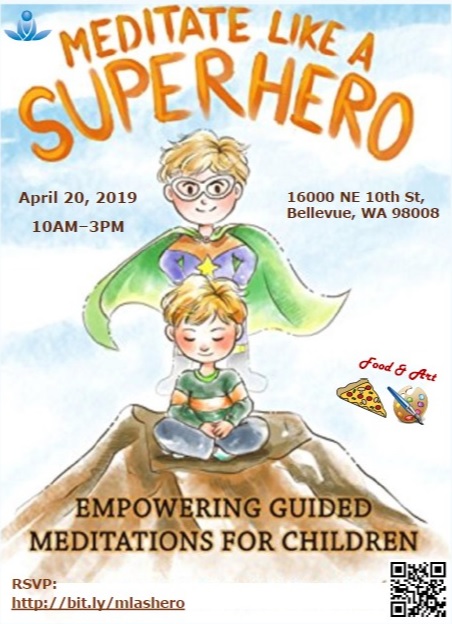 MEDITATE LIKE A
SUPERHERO
April 20, 2019
10AM–3PM
16000 NE 10th St,
Bellevue, WA 98008
Food & Art
EMPOWERING GUIDED
MEDITATIONS FOR CHILDREN
RSVP:
http://bit.ly/mlashero